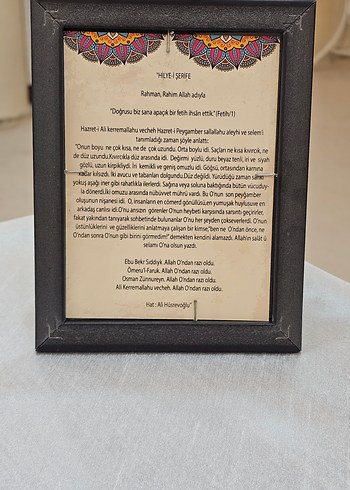 "HİLYE-İ ŞERİFE
Rahman, Rahim Allah adıyla
"Doğrusu biz sana apaçık bir fetih ihsân ettik."(Fetih/1)
Hazret-i Ali kerremallahu vecheh Hazret-i Peygamber sallallahu aleyhi ve selem'i
tanımladığı zaman şöyle anlattı:
"Onun boyu ne çok kısa, ne de çok uzundu. Orta boylu idi. Saçları ne kısa kıvırcık, ne
de düz uzundu.Kıvırcıkla düz arasında idi. Değirmi yüzlü, duru beyaz tenli, iri ve siyah
gözlü, uzun kirpikliydi. İri kemikli ve geniş omuzlu idi. Göğsü, ortasından karnına
kadar kılsızdı. İki avucu ve tabanları dolgundu.Düz değildi. Yürüdüğü zaman sanki
yokuş aşağı iner gibi rahatlıkla ilerlerdi. Sağına veya soluna baktığında bütün vücuduy-
la dönerdi.İki omuzu arasında nübüvvet mührü vardı. Bu O'nun son peygamber
oluşunun nişanesi idi. O, insanların en cömerd gönüllüsü,en yumuşak huylusu ve en
arkadaş canlısı idi.O'nu ansızın görenler O'nun heybeti karşısında sarsıntı geçirirler,
fakat yakından tanıyarak sohbetinde bulunanlar O'nu her şeyden çokseverlerdi. O'nun
üstünlüklerini ve güzelliklerini anlatmaya çalışan bir kimse;"ben ne O'ndan önce, ne
O'ndan sonra O'nun gibi birini görmedim!" demekten kendini alamazdı. Allah'ın salât ü
selamı O'na olsun yazdı.
Ebu Bekr Sıddıyk .Allah O'ndan razı oldu.
Ömeru'l-Faruk. Allah O'ndan razı oldu.
Osman Zünnureyn. Allah O'ndan razı oldu.
Ali Kerremallahu vecheh. Allah O'ndan razı oldu.
Hat : Ali Hüsrevoğlu"